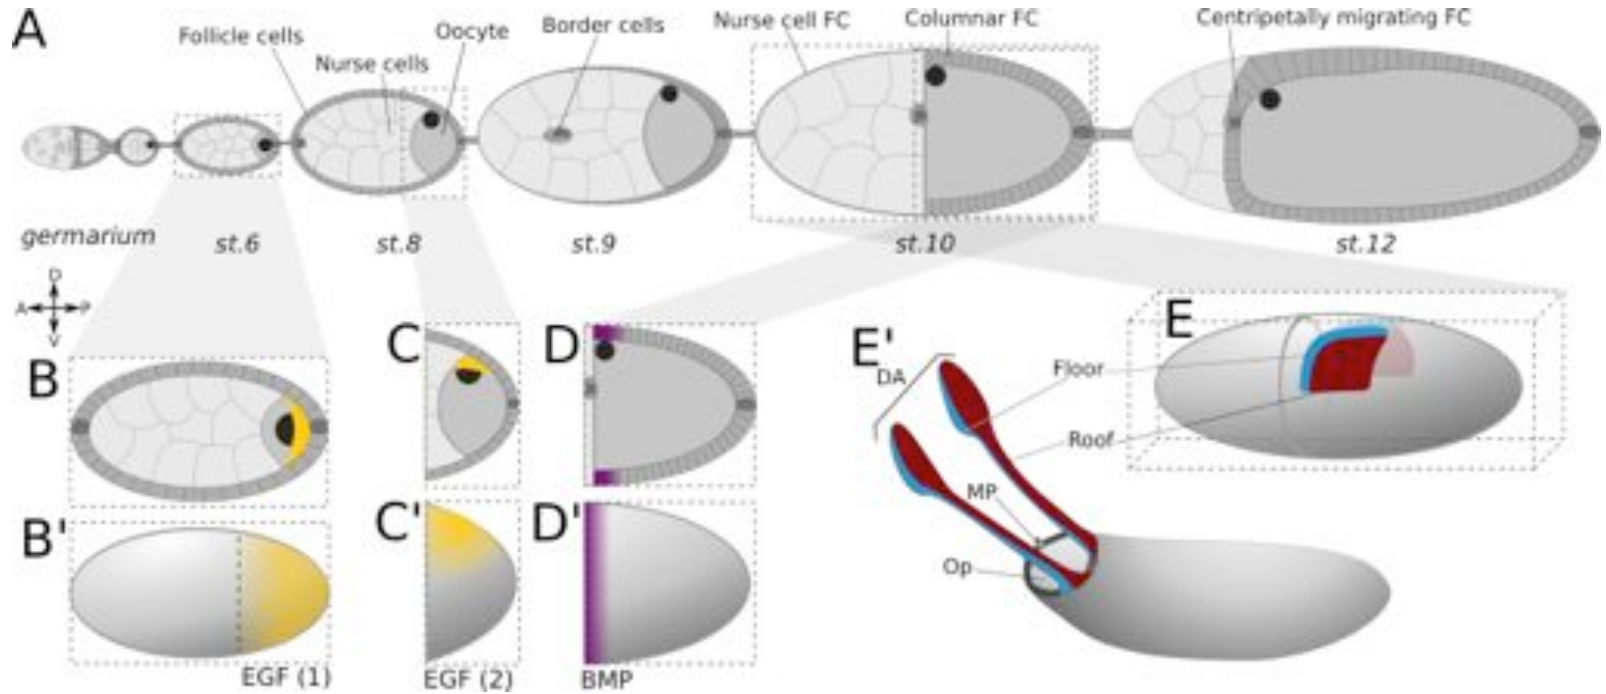 A
Follicle cells
Nurse cells
Oocyte
Border cells
Nurse cell FC
Columnar FC
Centripetally migrating FC
germarium
st.6
st.8
st.9
st.10
st.12
D
A
P
V
B
C
D
E
E'
DA
Floor
Roof
MP
Op
B'
C'
D'
EGF (1)
EGF (2)
BMP